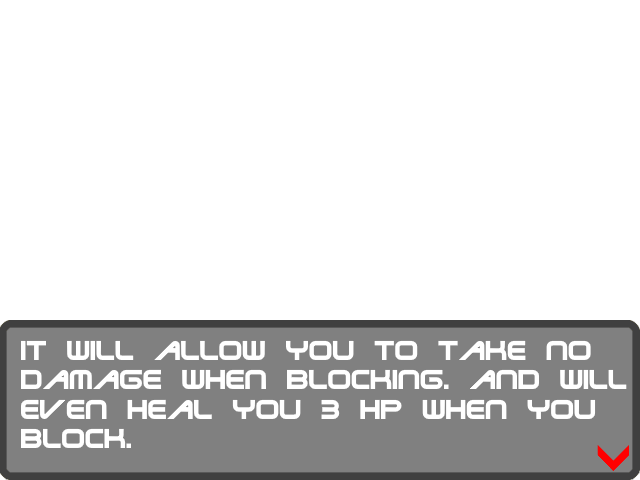 IT WILL ALLOW YOU TO TAKE NO
DAMAGE WHEN BLOCKING. AND WILL
EVEN HEAL YOU 3 HP WHEN YOU
BLOCK.